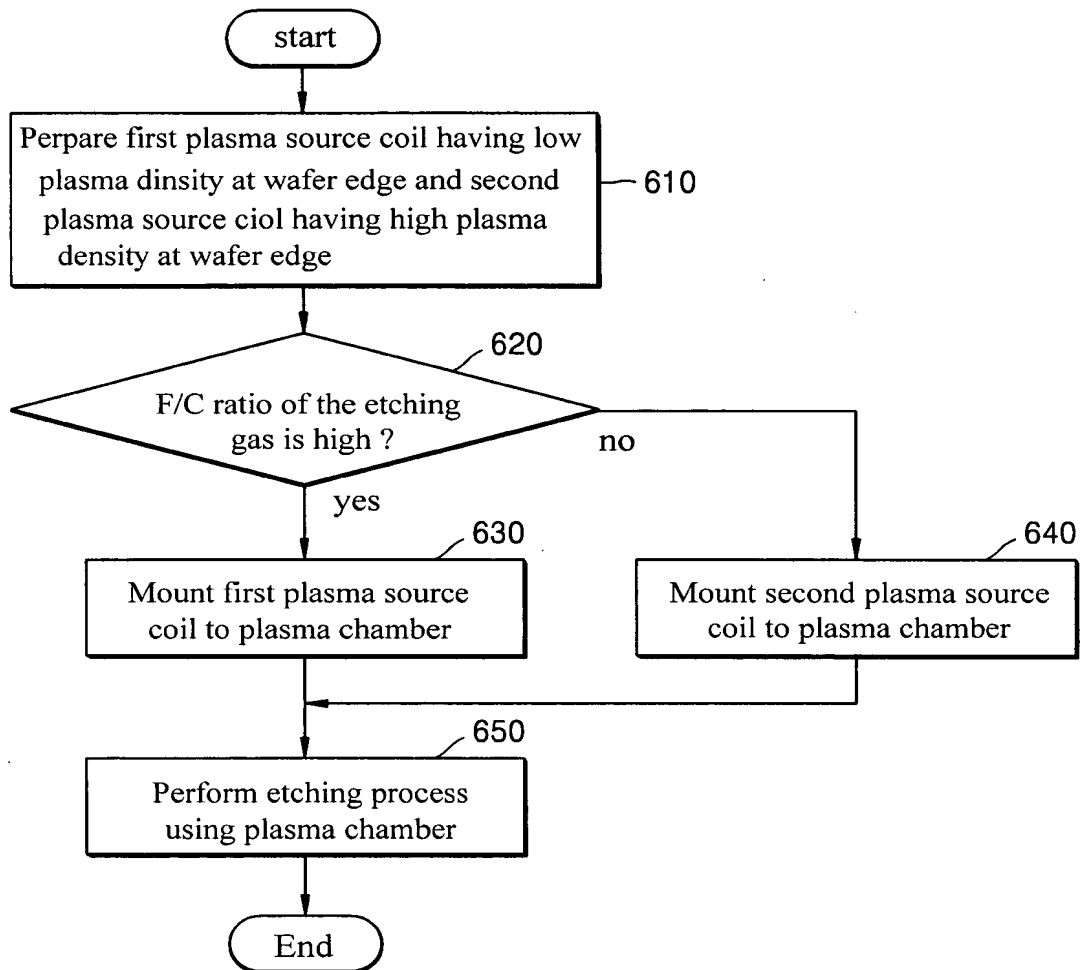 start
Perpare first plasma source coil having low
plasma dinsity at wafer edge and second
plasma source ciol having high plasma
density at wafer edge
610
620
F/C ratio of the etching
gas is high ?
no
yes
630
Mount first plasma source
coil to plasma chamber
640
Mount second plasma source
coil to plasma chamber
650
Perform etching process
using plasma chamber
End